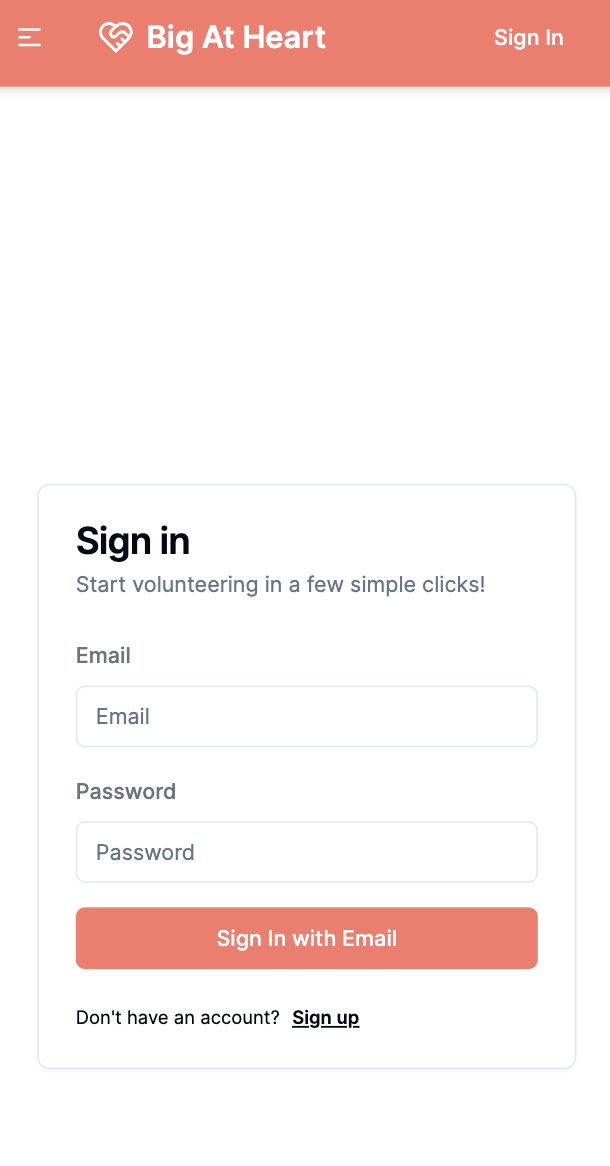 Big At Heart
Sign In
Sign in
Start volunteering in a few simple clicks!
Email
Email
Password
Password
Sign In with Email
Don't have an account? Sign up